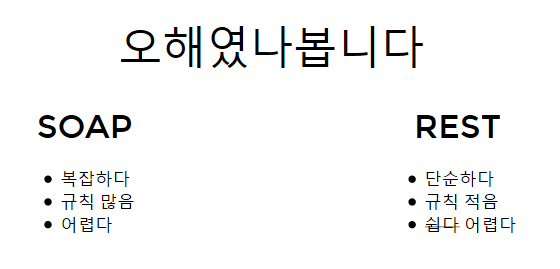 오해였나봅니다
SOAP
• 복잡하다
• 규칙 많음
• 어렵다
REST
• 단순하다
• 규칙 적음
• 쉽다 어렵다